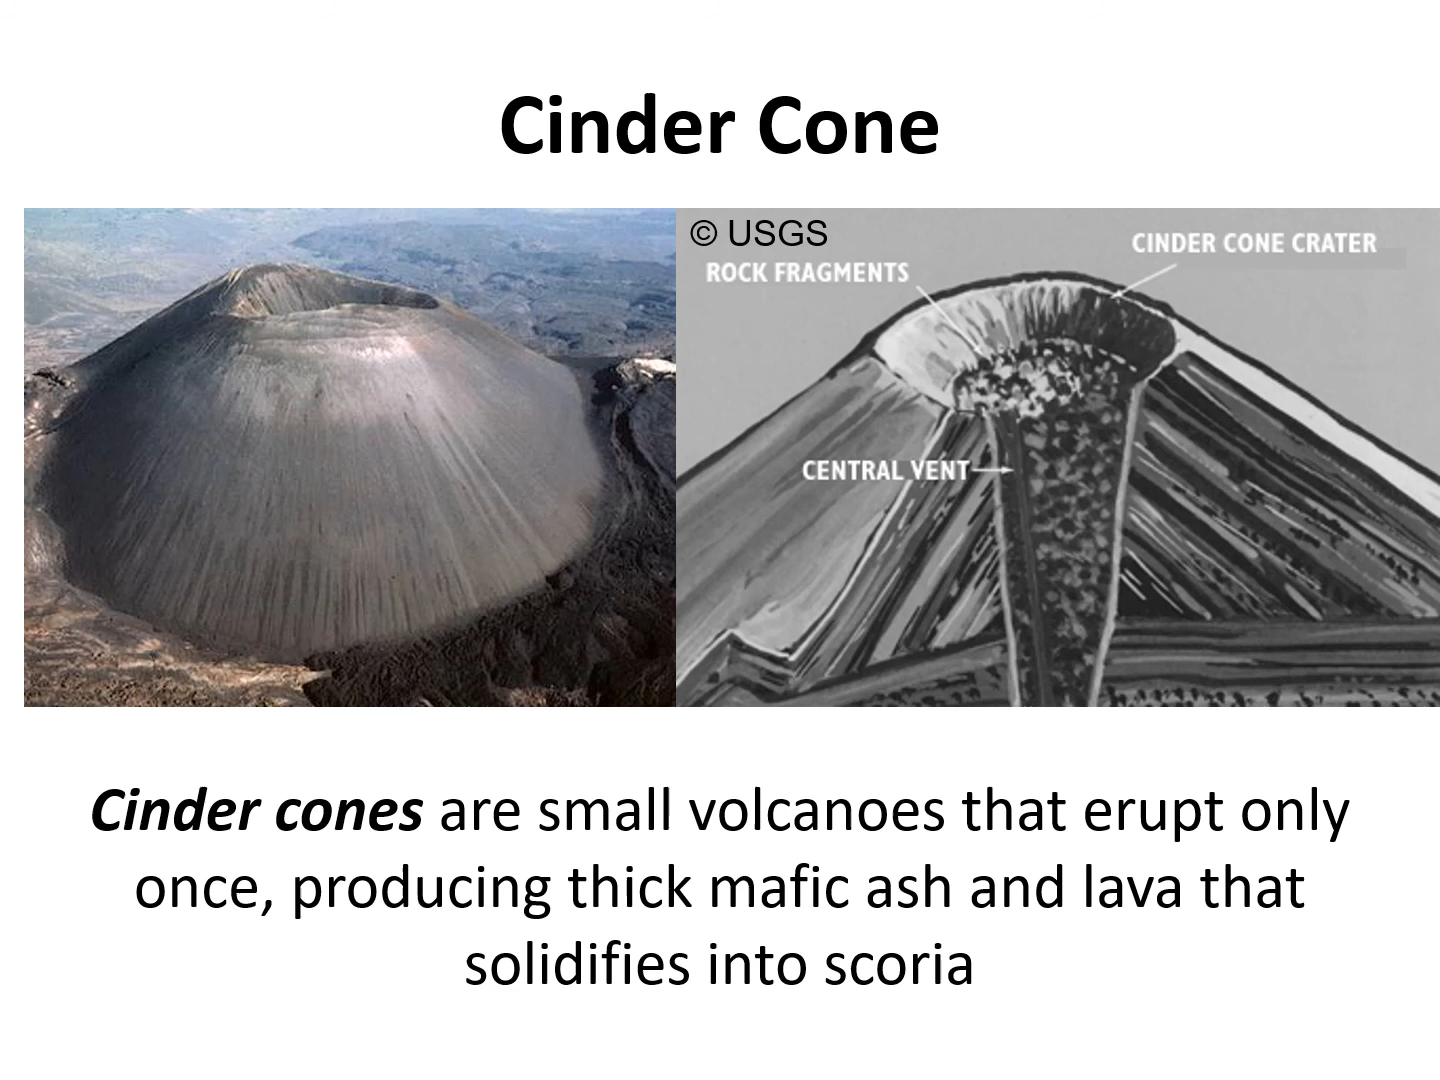 Cinder Cone
© USGS
CINDER CONE CRATER
ROCK FRAGMENTS
CENTRAL VENT
Cinder cones are small volcanoes that erupt only
once, producing thick mafic ash and lava that
solidifies into scoria